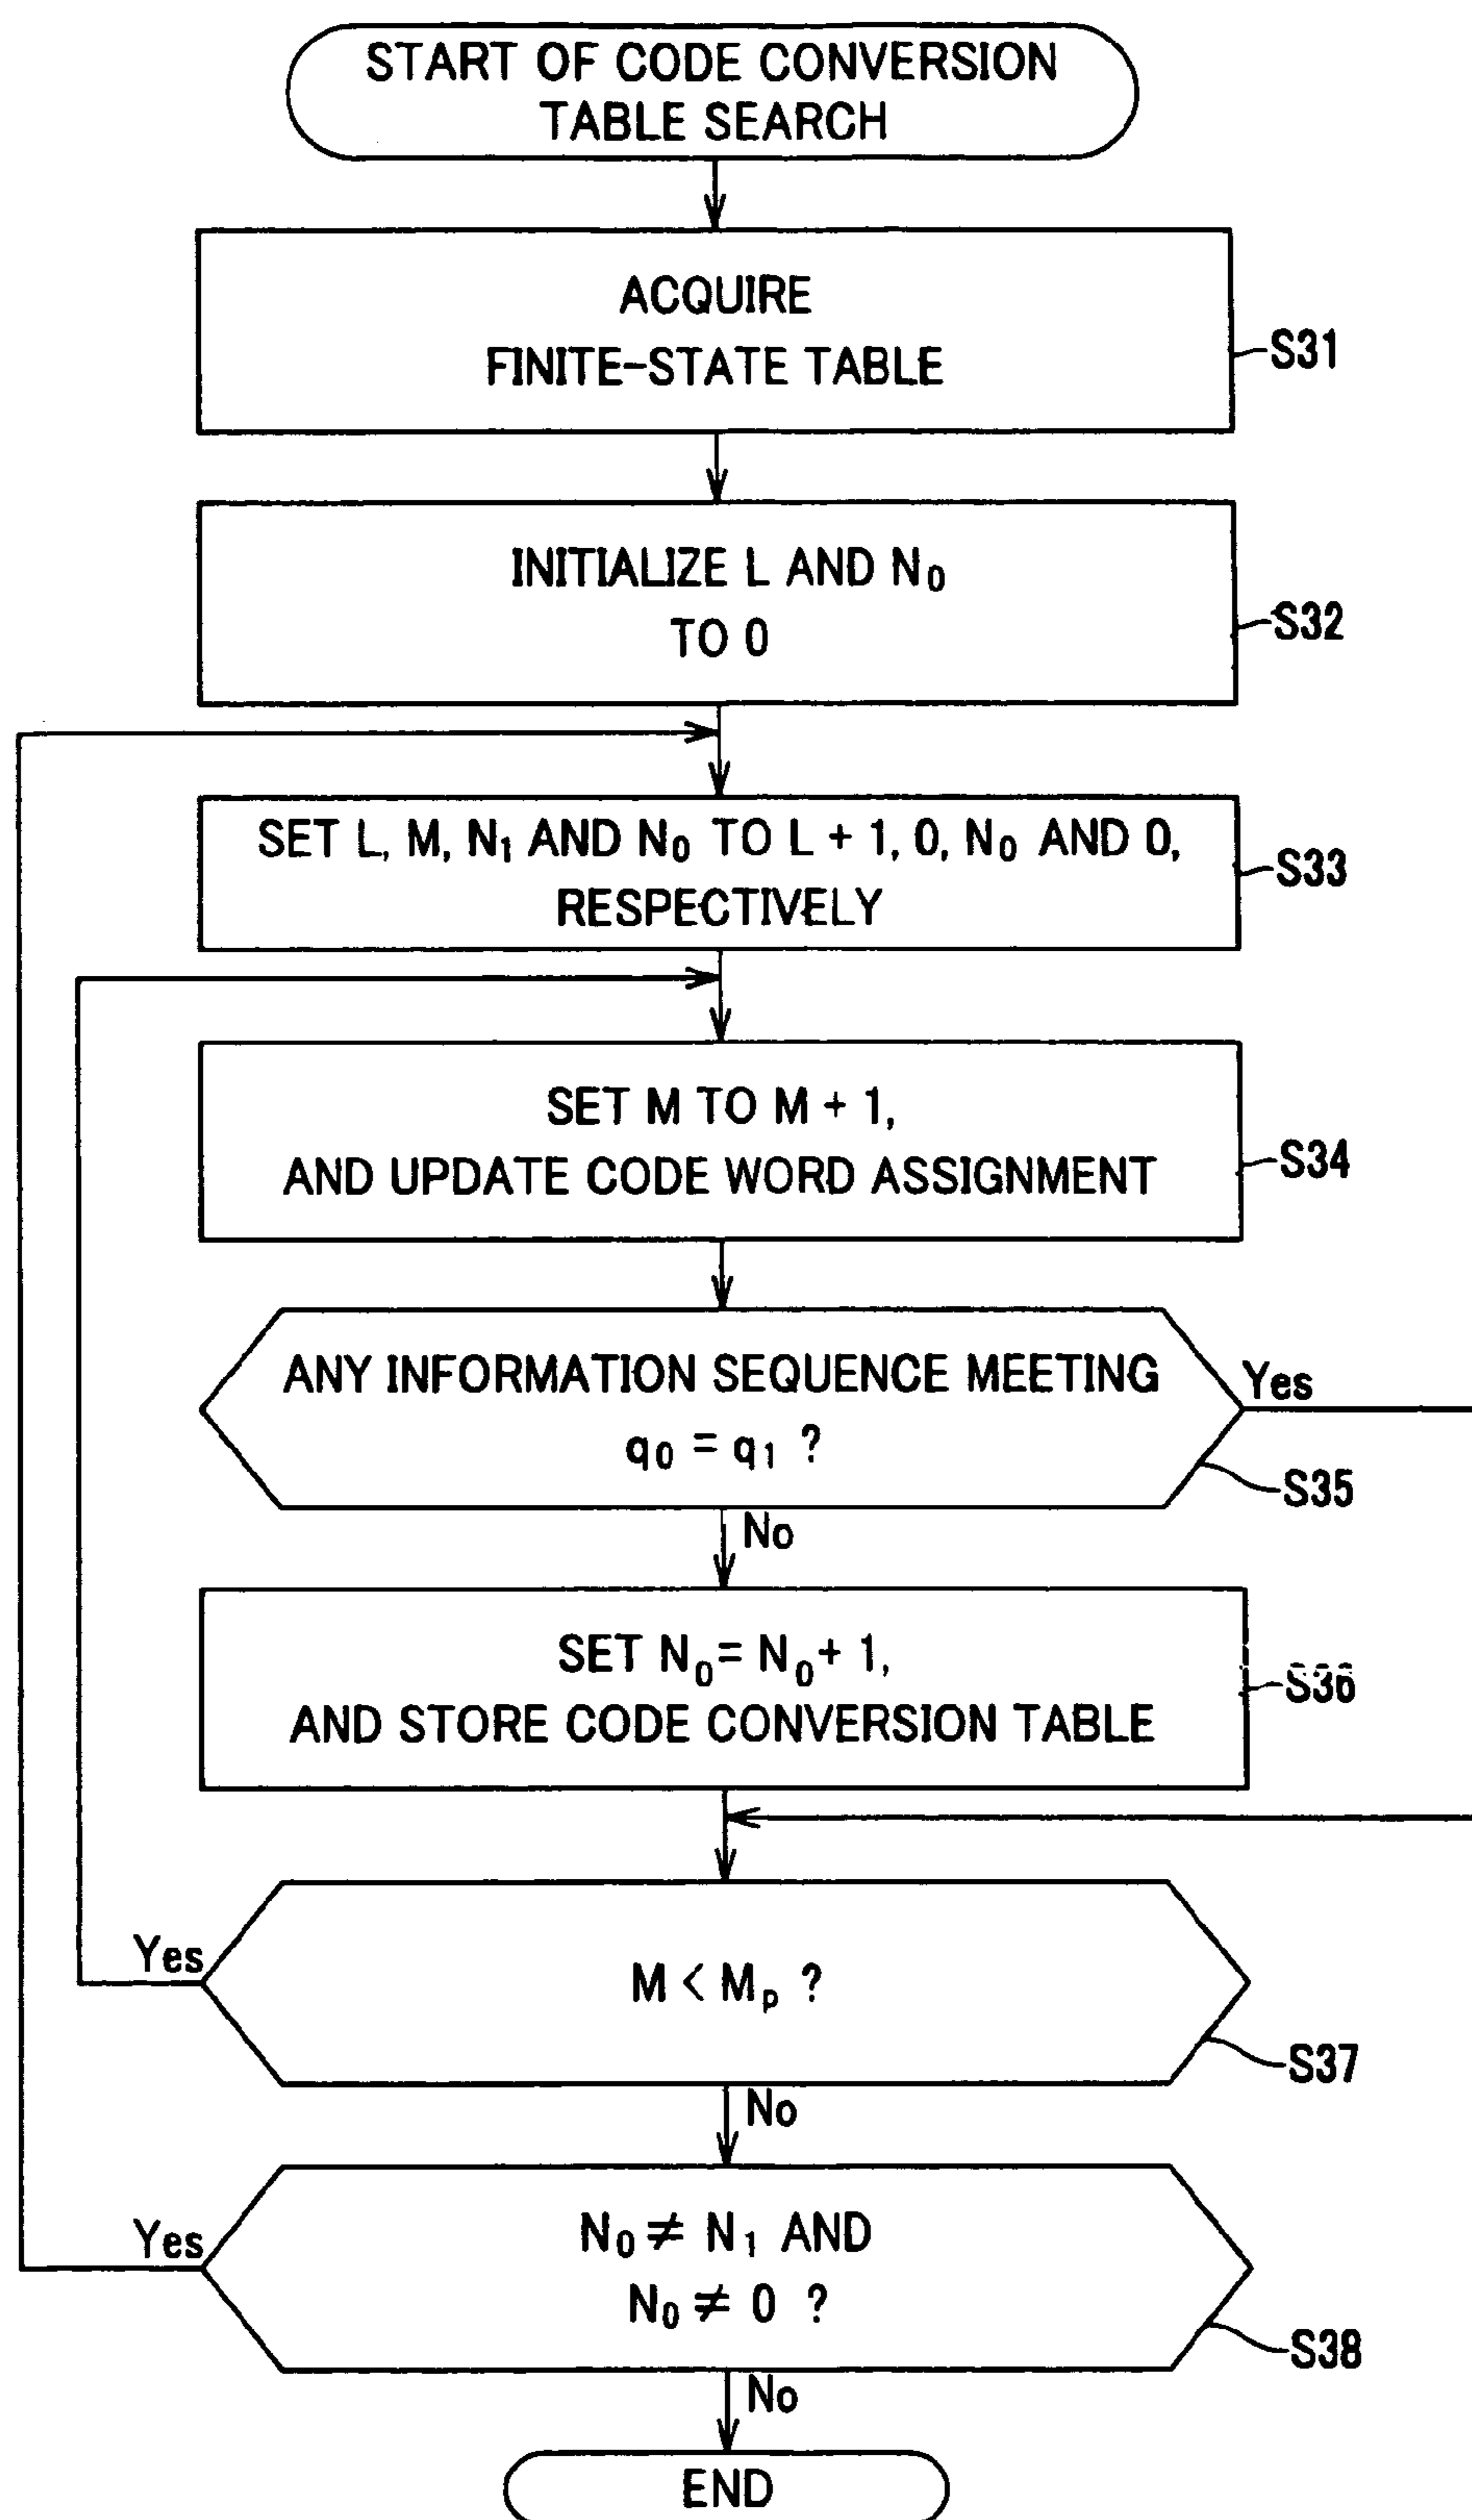 START OF CODE CONVERSION
TABLE SEARCH
ACQUIRE
FINITE-STATE TABLE
S31
INITIALIZE L AND N₀
TO 0
S32
SET L, M, N₁ AND N₀ TO L + 1, 0, N₀ AND 0,
RESPECTIVELY
S33
SET M TO M + 1,
AND UPDATE CODE WORD ASSIGNMENT
S34
ANY INFORMATION SEQUENCE MEETING
q₀ = q₁ ?
Yes
S35
No
SET N₀ = N₀ + 1,
AND STORE CODE CONVERSION TABLE
S36
Yes
M < Mₚ ?
S37
No
Yes
N₀ ≠ N₁ AND
N₀ ≠ 0 ?
S38
No
END